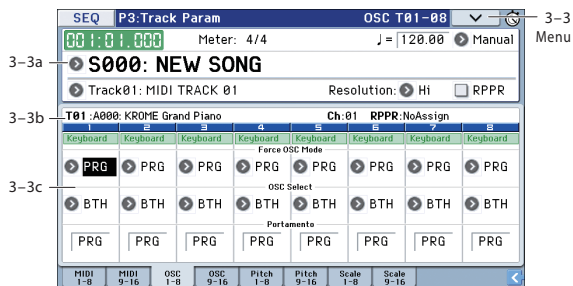 SEQ P3:Track Param OSC T01-08 3–3
001:01.000 Meter: 4/4 ♩= 120.00 Manual Menu
3–3a S000: NEW SONG
Track01: MIDI TRACK 01 Resolution: Hi RPPR
3–3b T01 :A000: KROME Grand Piano Ch:01 RPPR:NoAssign
1 2 3 4 5 6 7 8
Keyboard Keyboard Keyboard Keyboard Keyboard Keyboard Keyboard Keyboard
Force OSC Mode
PRG PRG PRG PRG PRG PRG PRG PRG
3–3c OSC Select
BTH BTH BTH BTH BTH BTH BTH BTH
Portamento
PRG PRG PRG PRG PRG PRG PRG PRG
MIDI 1-8 MIDI 9-16 OSC 1-8 OSC 9-16 Pitch 1-8 Pitch 9-16 Scale 1-8 Scale 9-16